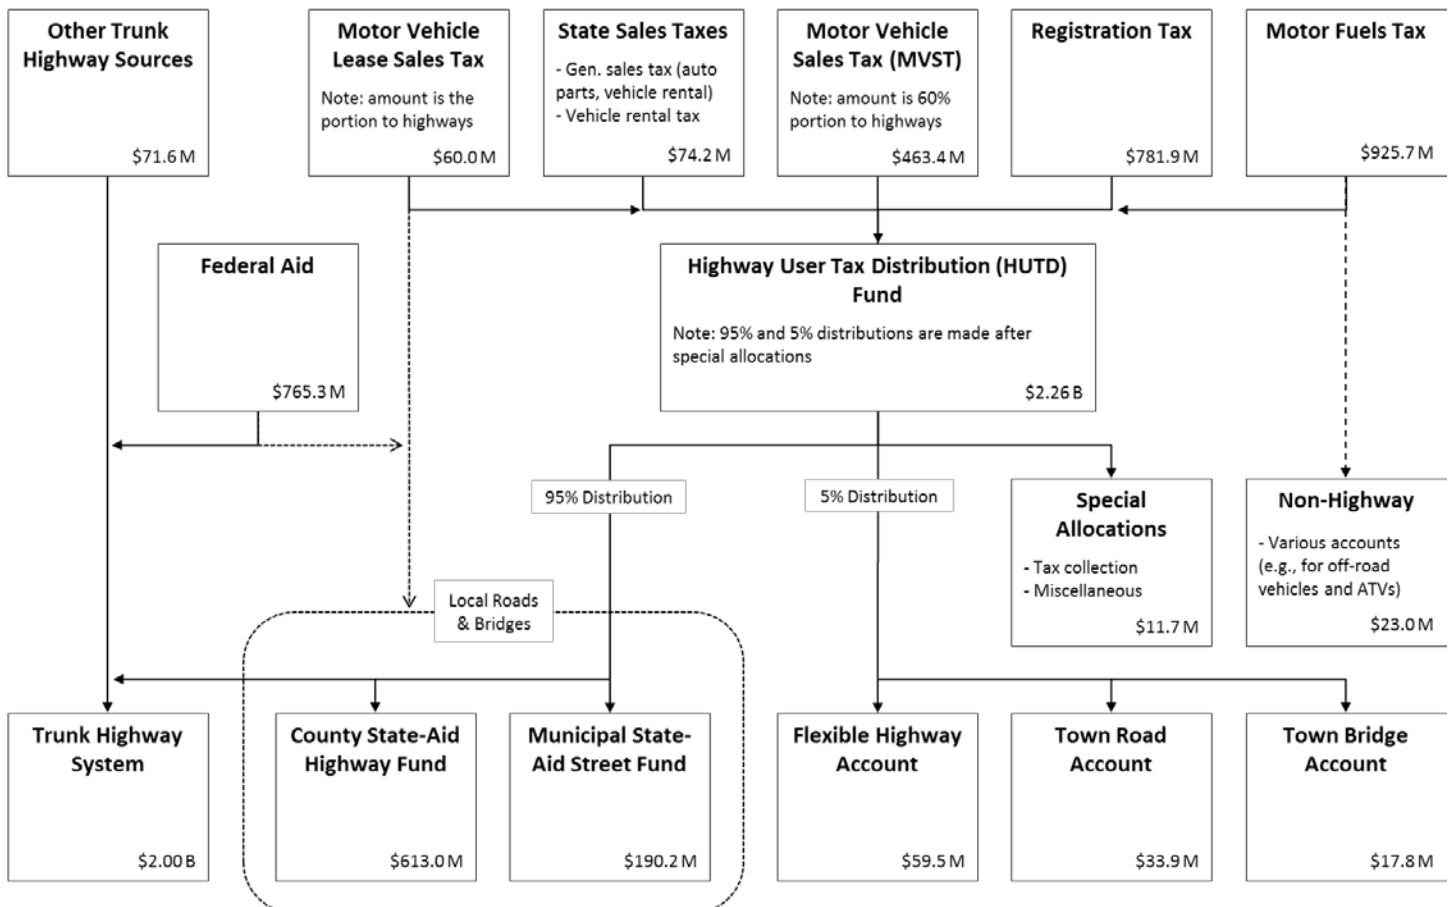 Other Trunk
Highway Sources
$71.6 M
Motor Vehicle
Lease Sales Tax
Note: amount is the
portion to highways
$60.0 M
State Sales Taxes
- Gen. sales tax (auto
parts, vehicle rental)
- Vehicle rental tax
$74.2 M
Motor Vehicle
Sales Tax (MVST)
Note: amount is 60%
portion to highways
$463.4 M
Registration Tax
$781.9 M
Motor Fuels Tax
$925.7 M
Federal Aid
$765.3 M
Highway User Tax Distribution (HUTD)
Fund
Note: 95% and 5% distributions are made after
special allocations
$2.26 B
95% Distribution
5% Distribution
Special
Allocations
- Tax collection
- Miscellaneous
$11.7 M
Non-Highway
- Various accounts
(e.g., for off-road
vehicles and ATVs)
$23.0 M
Local Roads
& Bridges
Trunk Highway
System
$2.00 B
County State-Aid
Highway Fund
$613.0 M
Municipal State-
Aid Street Fund
$190.2 M
Flexible Highway
Account
$59.5 M
Town Road
Account
$33.9 M
Town Bridge
Account
$17.8 M